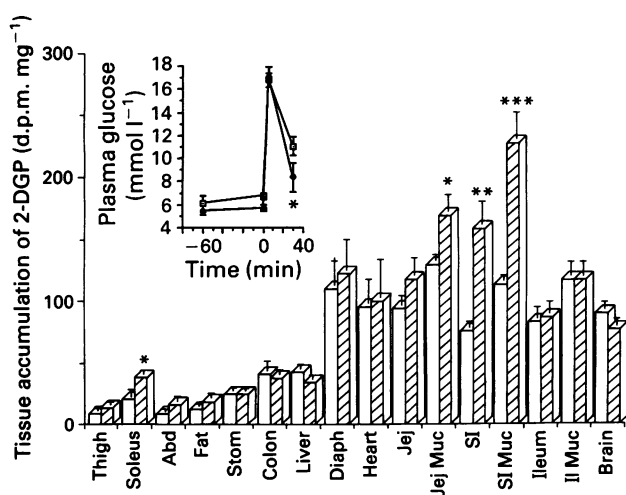 Tissue accumulation of 2-DGP (d.p.m. mg⁻¹)
300
200
100
0
Plasma glucose
(mmol l⁻¹)
18
16
14
12
10
8
6
4
−60
0
40
Time (min)
*
*
*
**
***
Thigh
Soleus
Abd
Fat
Stom
Colon
Liver
Diaph
Heart
Jej
Jej Muc
SI
SI Muc
Ileum
Il Muc
Brain